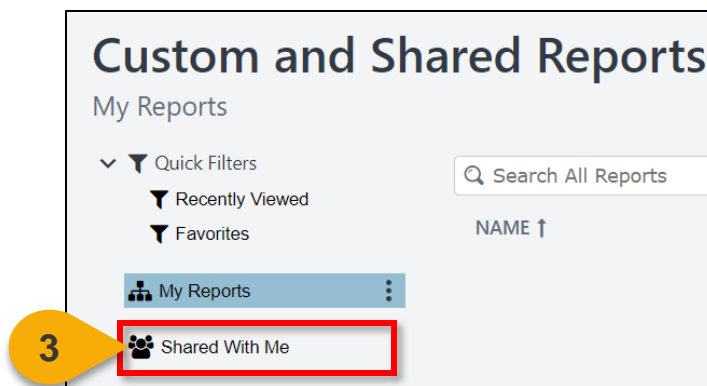 Custom and Shared Reports
My Reports
Quick Filters
Recently Viewed
Favorites
Search All Reports
NAME
My Reports
3
Shared With Me